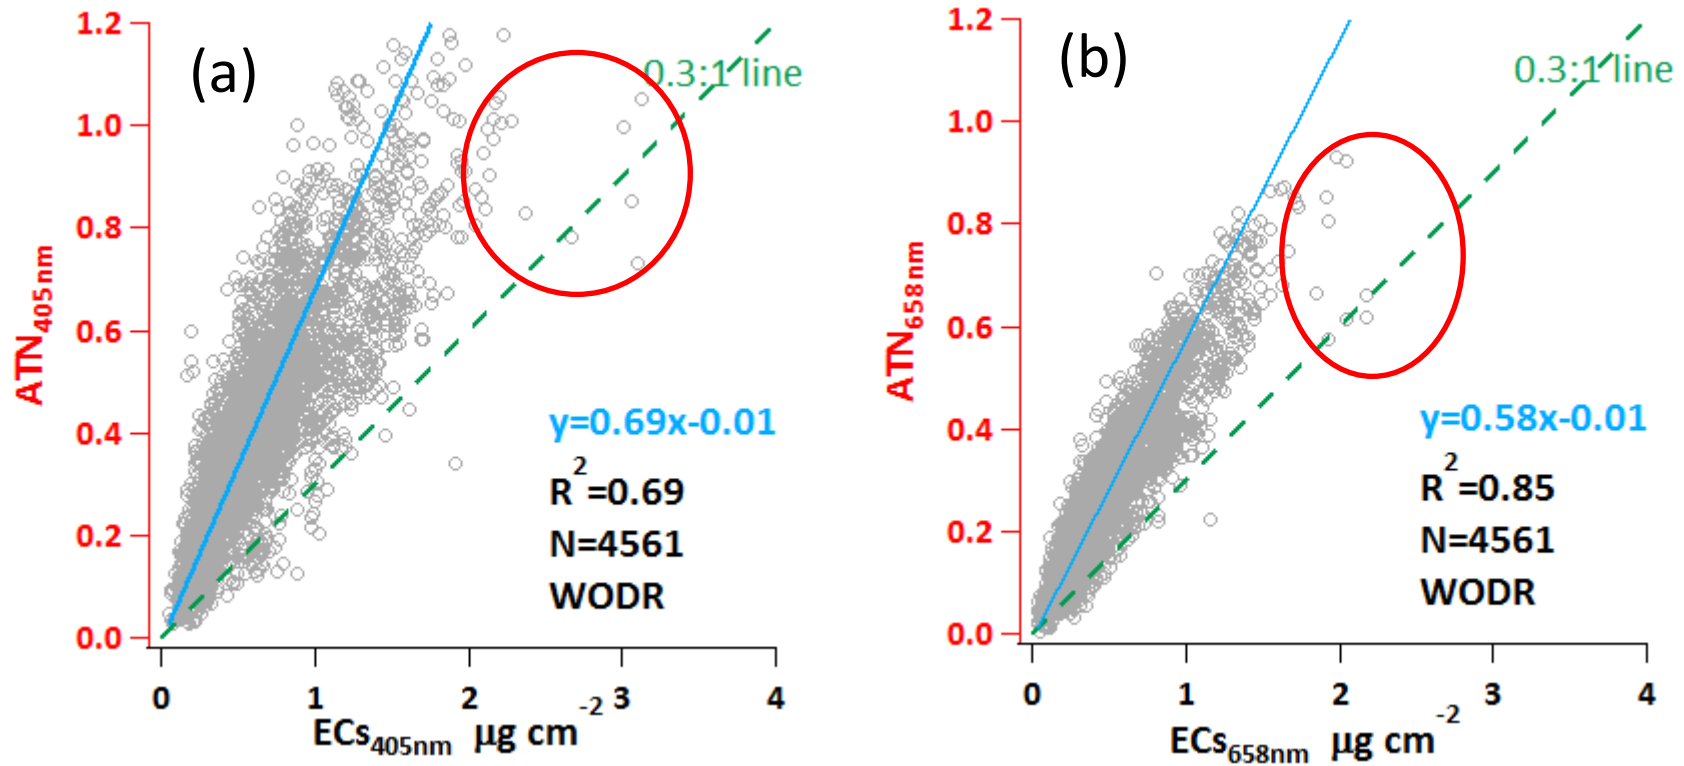 (a)
1.2
1.0
0.8
0.6
0.4
0.2
0.0
ATN405nm
0.3:1 line
y=0.69x-0.01
R2=0.69
N=4561
WODR
0 1 2 3 4
ECs405nm μg cm-2
(b)
1.2
1.0
0.8
0.6
0.4
0.2
0.0
ATN658nm
0.3:1 line
y=0.58x-0.01
R2=0.85
N=4561
WODR
0 1 2 3 4
ECs658nm μg cm-2